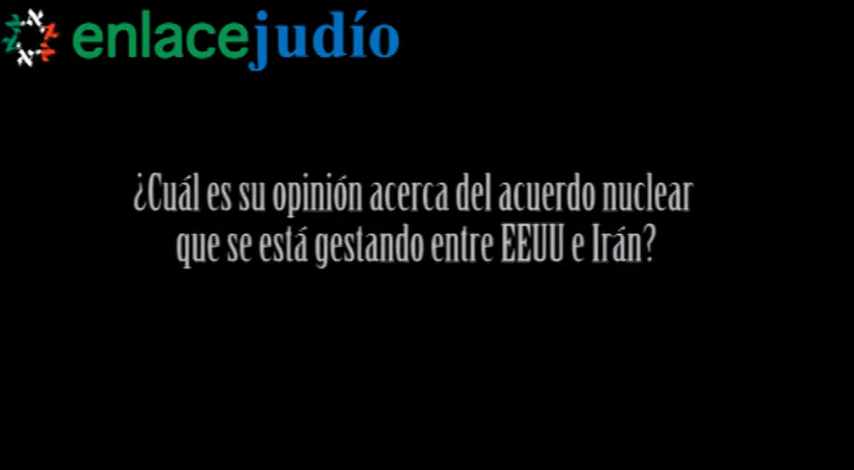 enlacejudío
¿Cuál es su opinión acerca del acuerdo nuclear
que se está gestando entre EEUU e Irán?